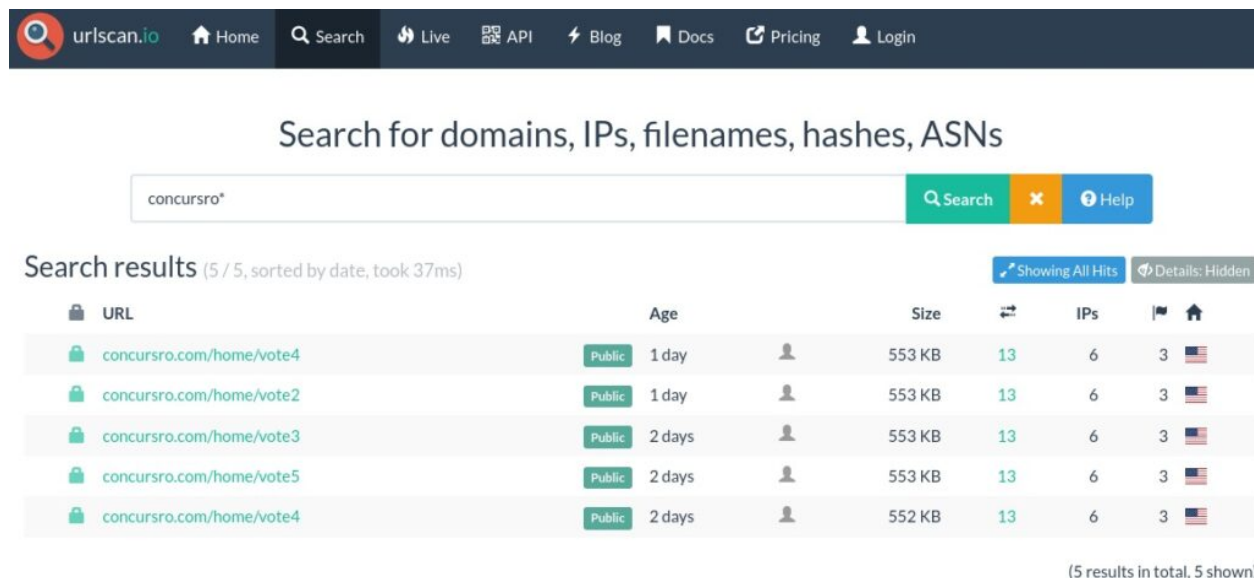 urlscan.io Home Search Live API Blog Docs Pricing Login
Search for domains, IPs, filenames, hashes, ASNs
concursro* Search Help
Search results (5 / 5, sorted by date, took 37ms) Showing All Hits Details: Hidden
URL Age Size IPs
concursro.com/home/vote4 Public 1 day 553 KB 13 6 3
concursro.com/home/vote2 Public 1 day 553 KB 13 6 3
concursro.com/home/vote3 Public 2 days 553 KB 13 6 3
concursro.com/home/vote5 Public 2 days 553 KB 13 6 3
concursro.com/home/vote4 Public 2 days 552 KB 13 6 3
(5 results in total, 5 shown)